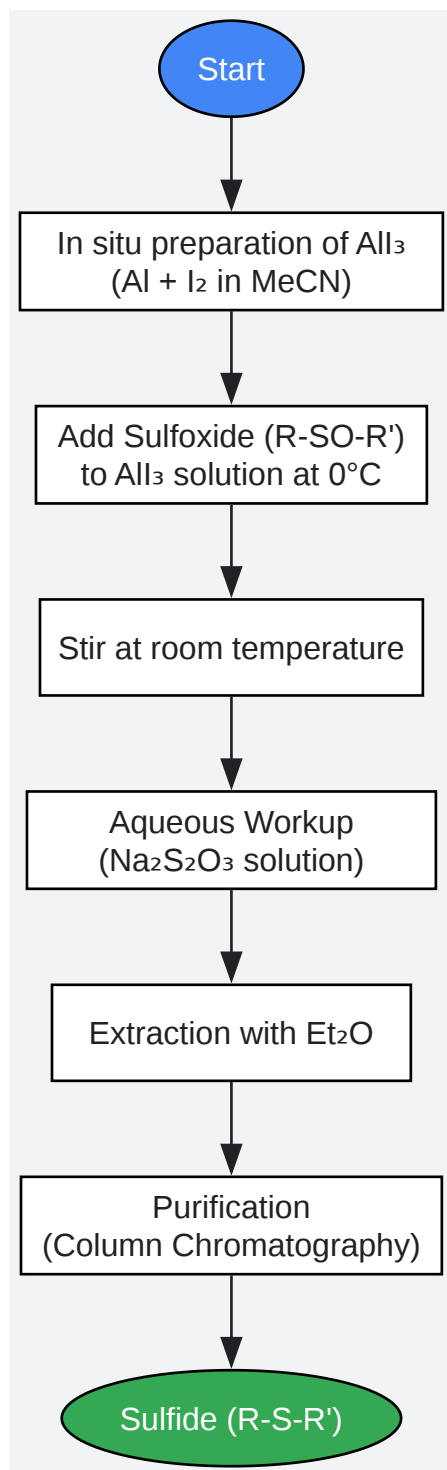 Start
In situ preparation of AlI₃
(Al + I₂ in MeCN)
Add Sulfoxide (R-SO-R')
to AlI₃ solution at 0°C
Stir at room temperature
Aqueous Workup
(Na₂S₂O₃ solution)
Extraction with Et₂O
Purification
(Column Chromatography)
Sulfide (R-S-R')